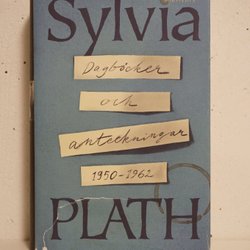 Sylvia
Dagböcker
och
anteckningar
1950-1962
PLATH